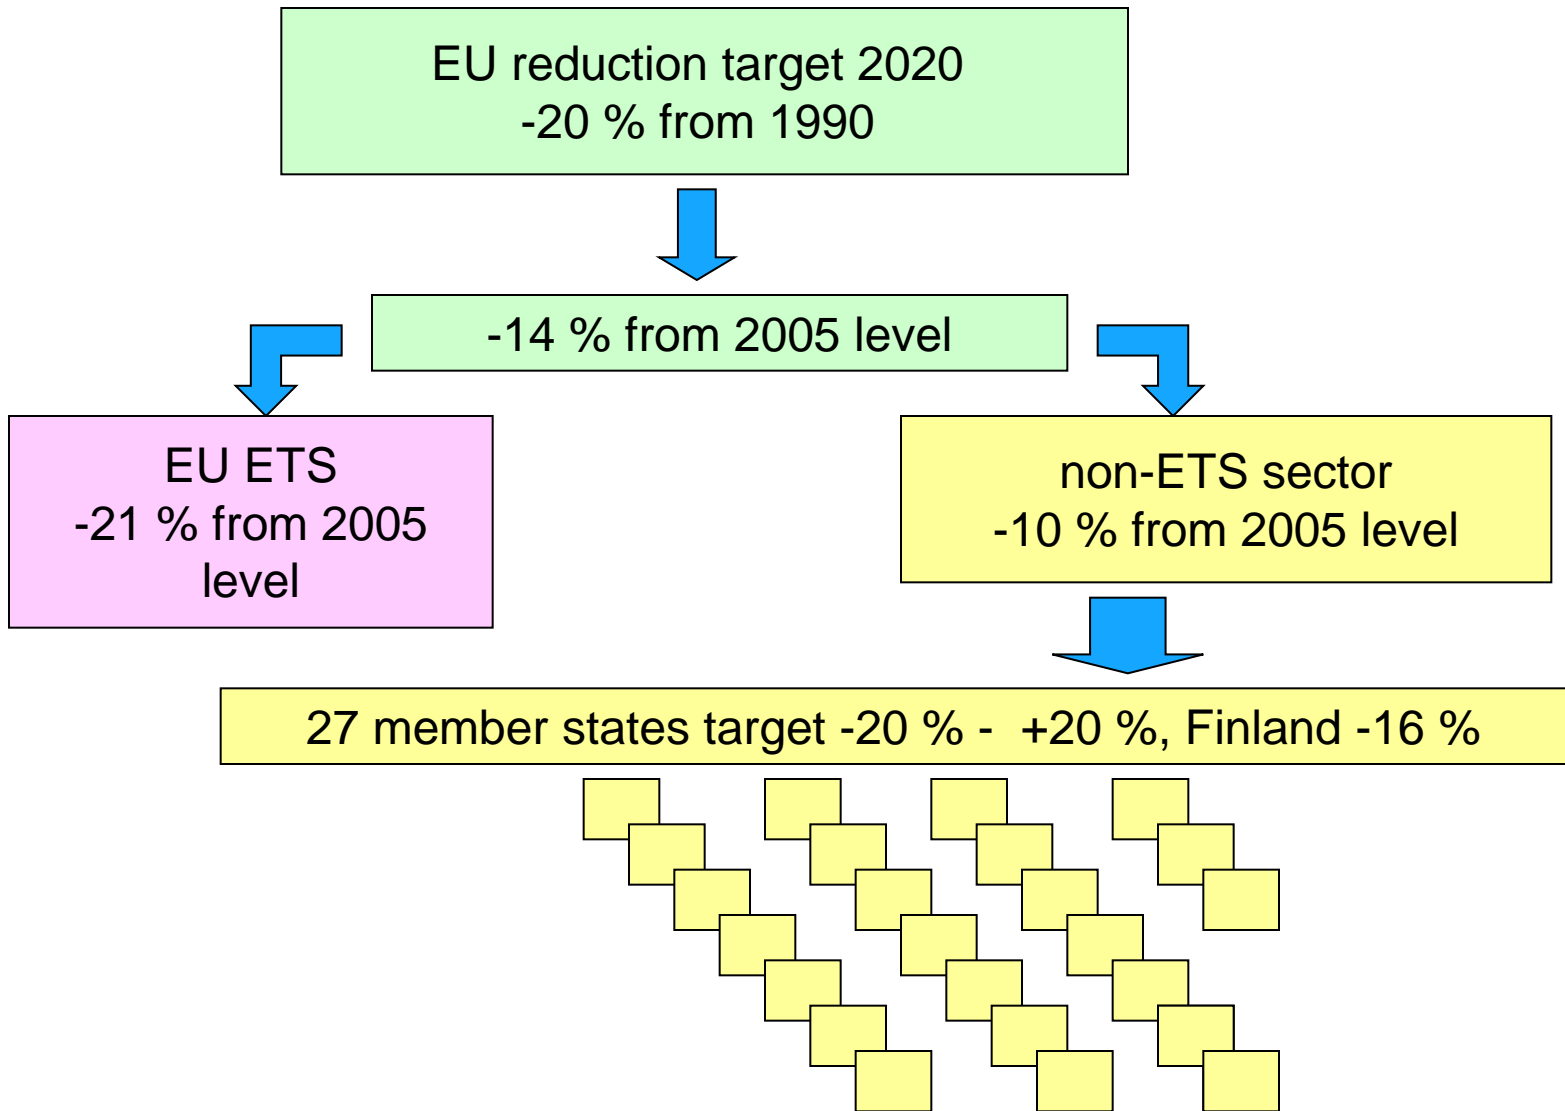 EU reduction target 2020
-20 % from 1990
-14 % from 2005 level
EU ETS
-21 % from 2005
level
non-ETS sector
-10 % from 2005 level
27 member states target -20 % -  +20 %, Finland -16 %